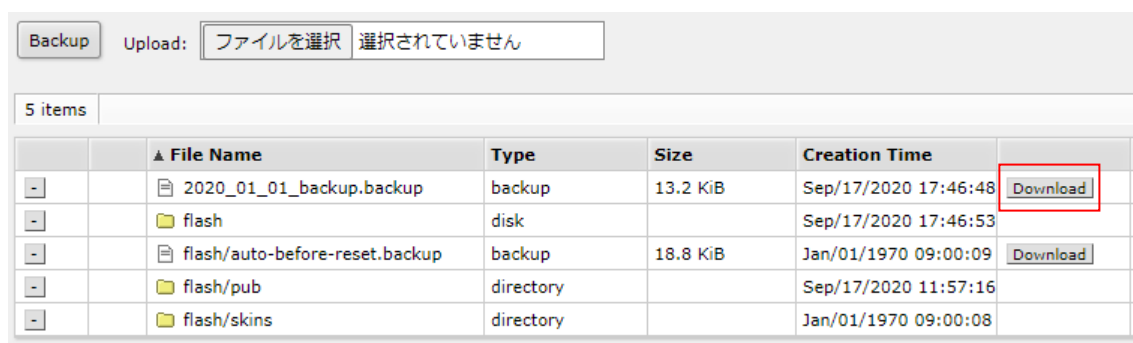 Backup Upload: ファイルを選択 選択されていません
5 items
▲ File Name Type Size Creation Time
- 2020_01_01_backup.backup backup 13.2 KiB Sep/17/2020 17:46:48 Download
- flash disk Sep/17/2020 17:46:53
- flash/auto-before-reset.backup backup 18.8 KiB Jan/01/1970 09:00:09 Download
- flash/pub directory Sep/17/2020 11:57:16
- flash/skins directory Jan/01/1970 09:00:08